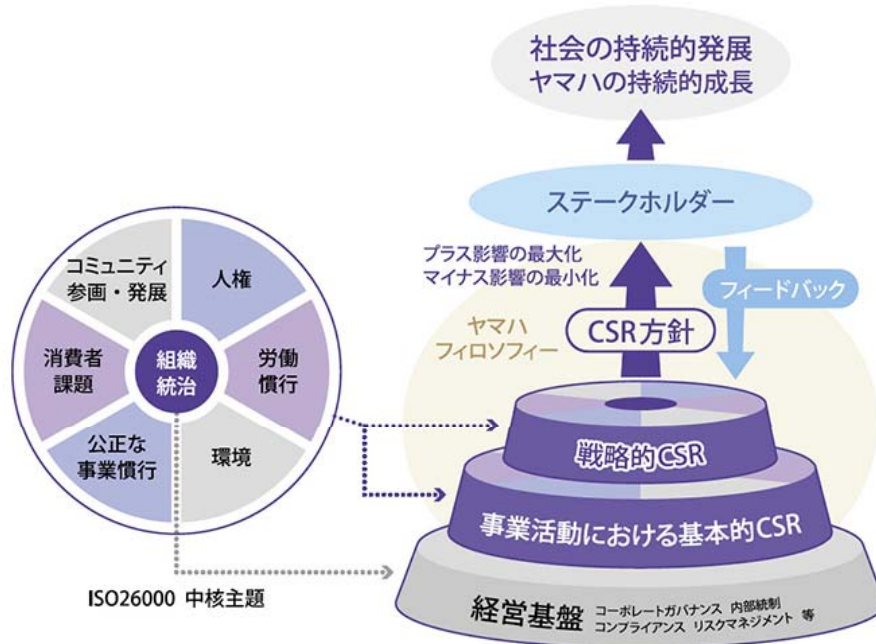 社会の持続的発展
ヤマハの持続的成長
ステークホルダー
プラス影響の最大化
マイナス影響の最小化
フィードバック
ヤマハ
フィロソフィー
CSR方針
戦略的CSR
事業活動における基本的CSR
経営基盤 コーポレートガバナンス 内部統制
コンプライアンス リスクマネジメント 等
コミュニティ
参画・発展
人権
消費者
課題
組織
統治
労働
慣行
公正な
事業慣行
環境
ISO26000 中核主題